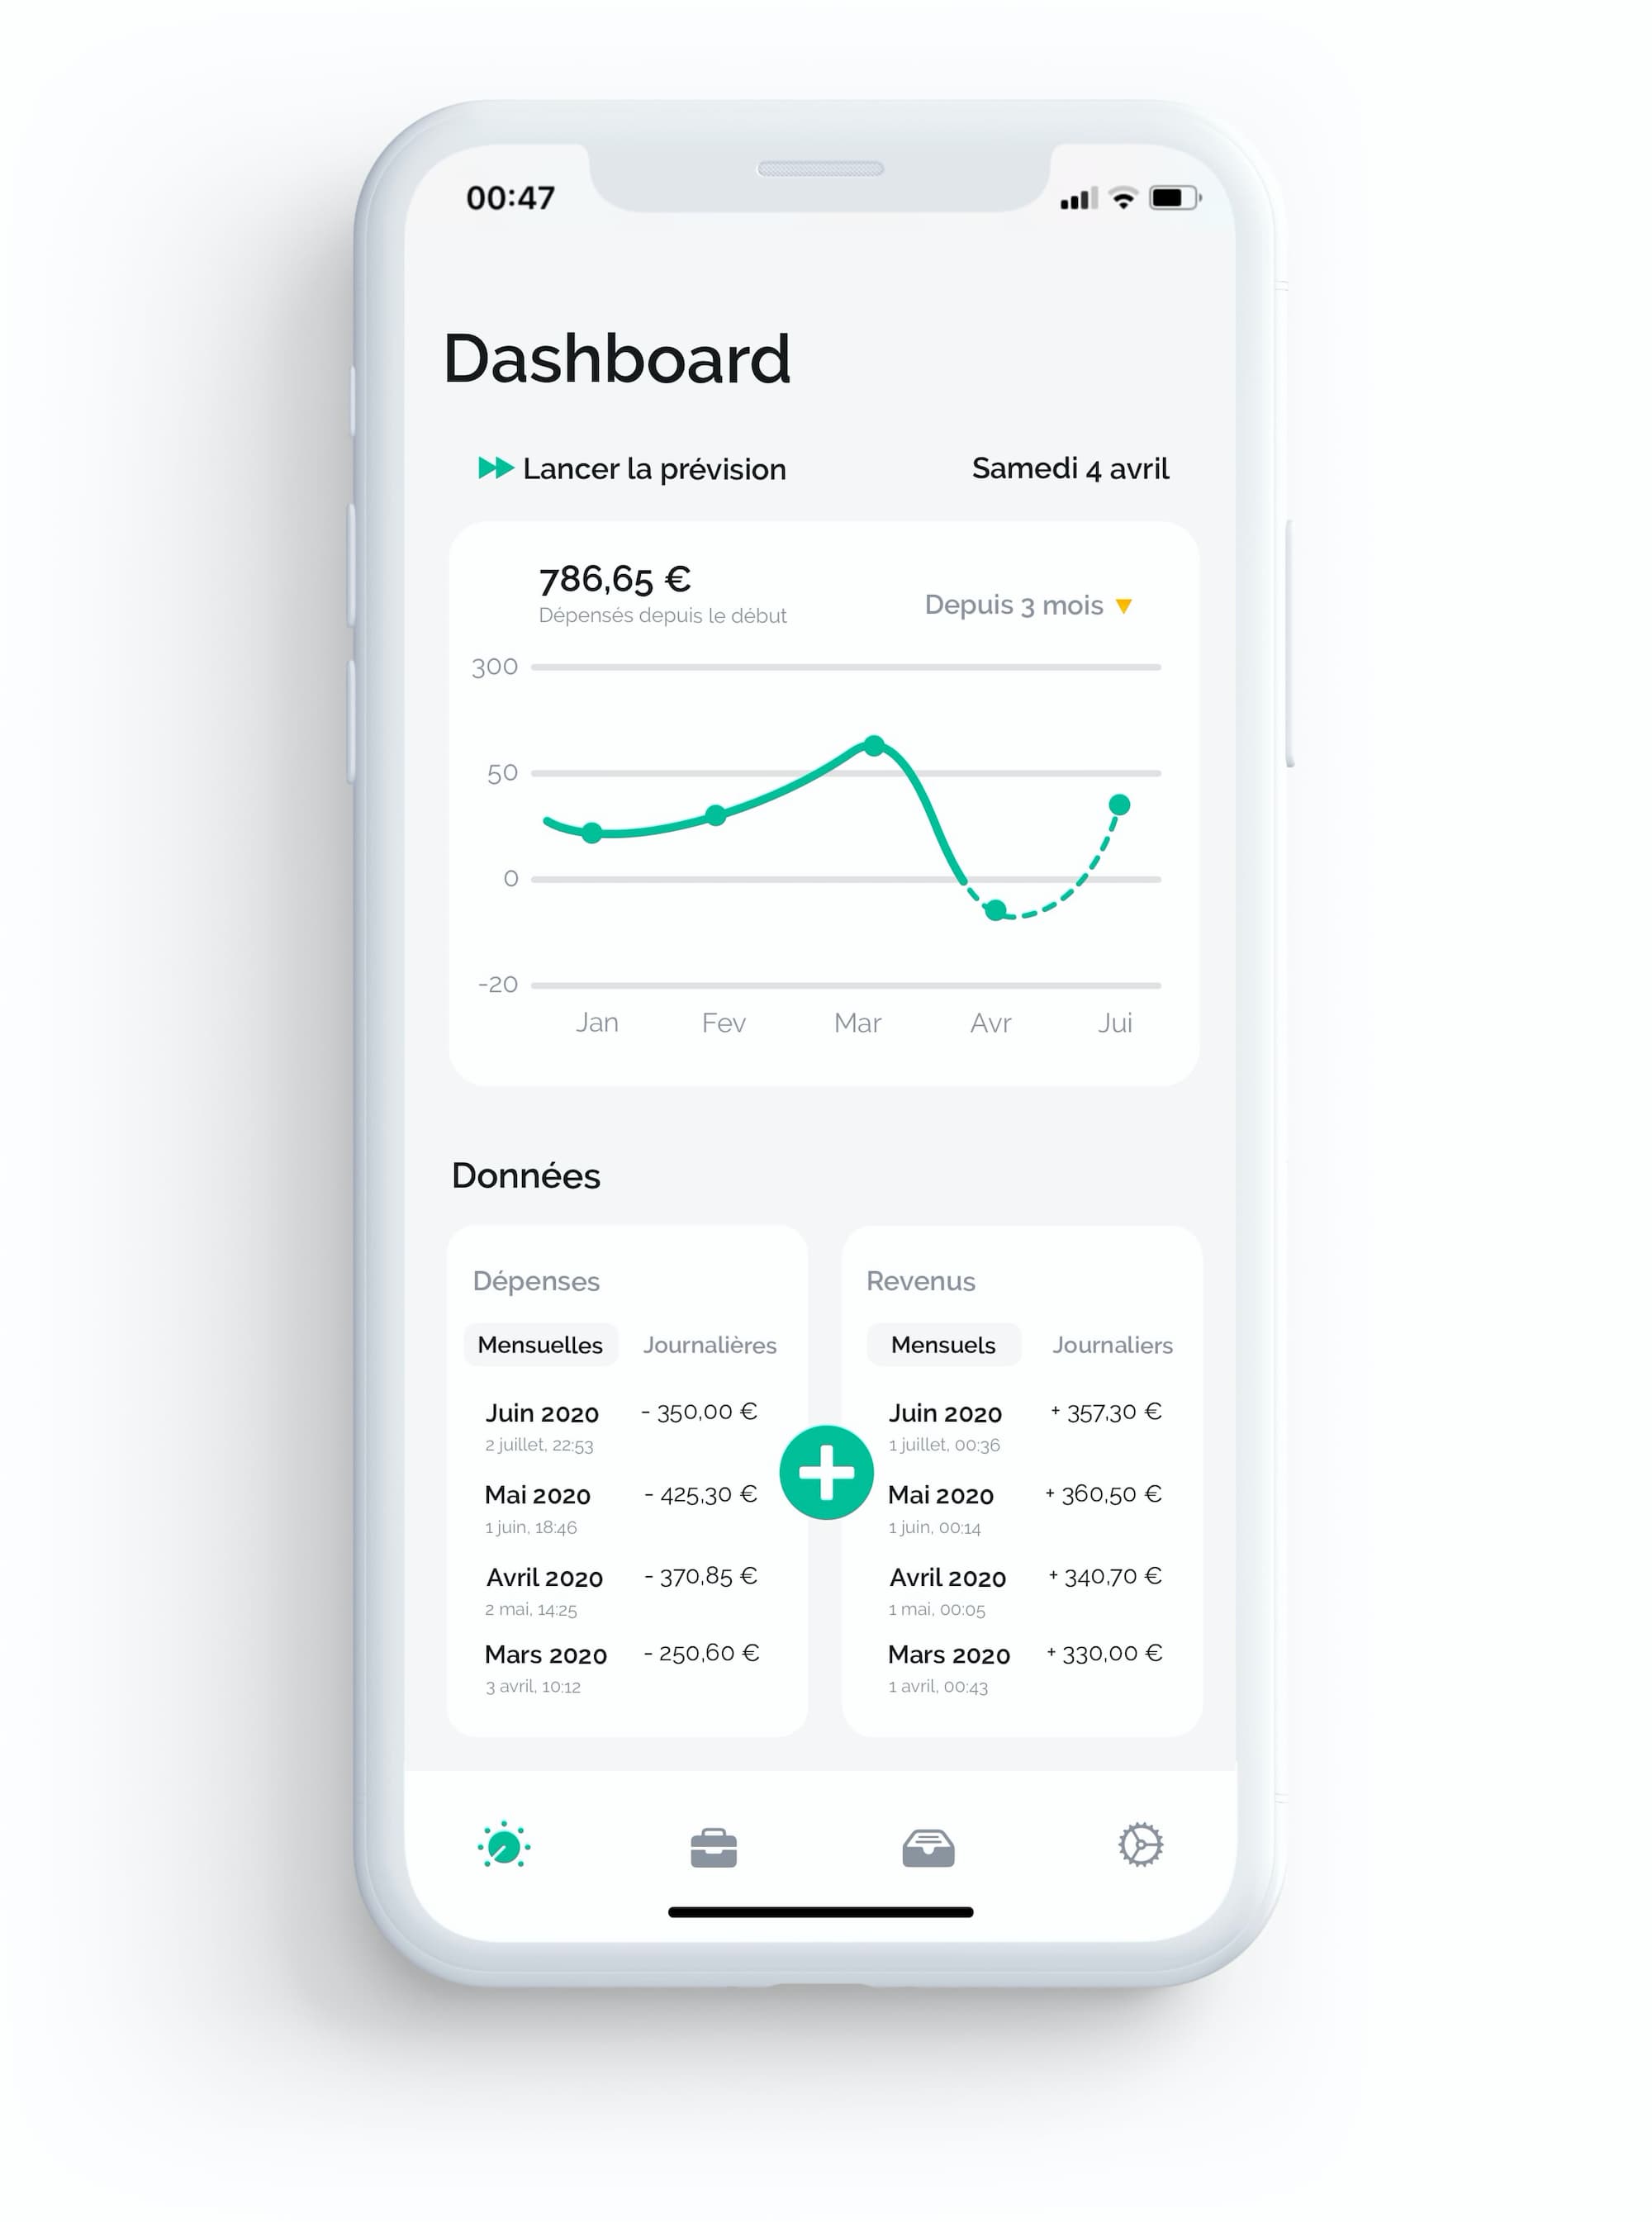 00:47
Dashboard
Lancer la prévision
Samedi 4 avril
786,65 €
Dépensés depuis le début
Depuis 3 mois
300
50
0
-20
Jan Fev Mar Avr Jui
Données
Dépenses
Mensuelles Journalières
Juin 2020 - 350,00 €
2 juillet, 22:53
Mai 2020 - 425,30 €
1 juin, 18:46
Avril 2020 - 370,85 €
2 mai, 14:25
Mars 2020 - 250,60 €
3 avril, 10:12
Revenus
Mensuels Journaliers
Juin 2020 + 357,30 €
1 juillet, 00:36
Mai 2020 + 360,50 €
1 juin, 00:14
Avril 2020 + 340,70 €
1 mai, 00:05
Mars 2020 + 330,00 €
1 avril, 00:43